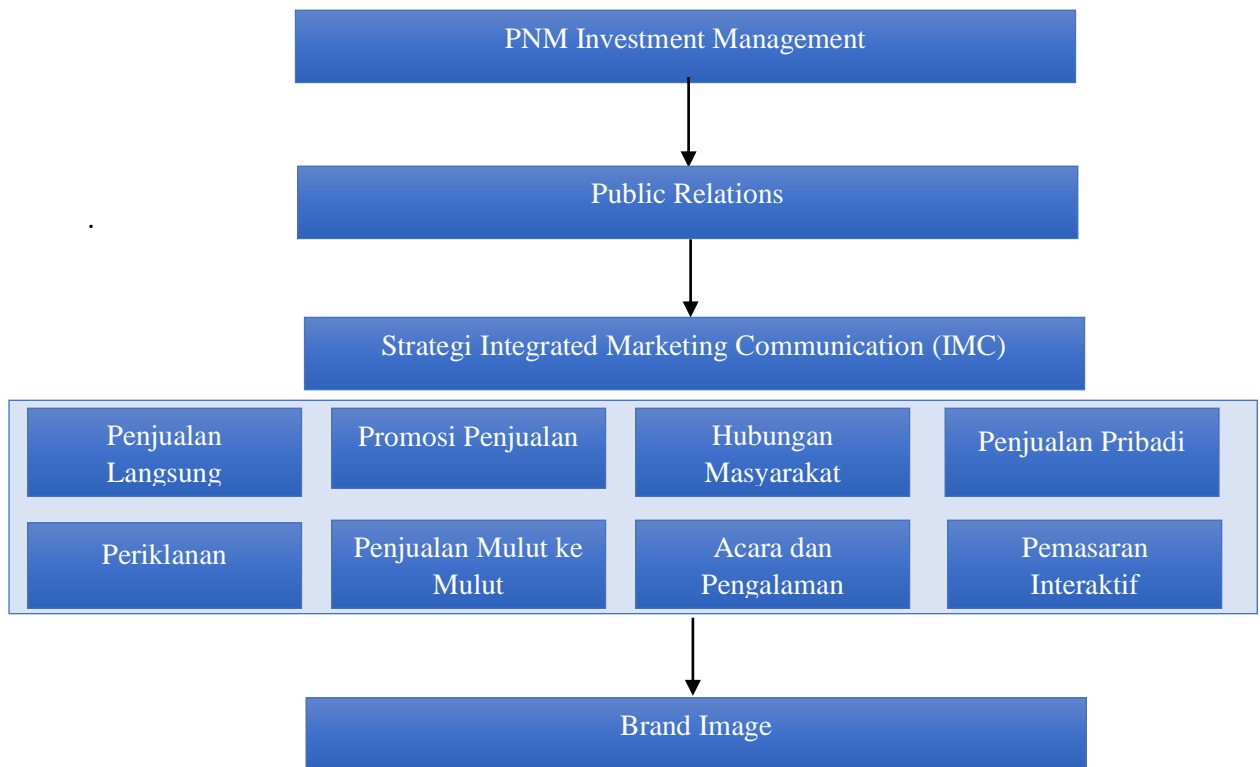 PNM Investment Management
Public Relations
.
Strategi Integrated Marketing Communication (IMC)
Penjualan
Langsung
Promosi Penjualan
Hubungan
Masyarakat
Penjualan Pribadi
Periklanan
Penjualan Mulut ke
Mulut
Acara dan
Pengalaman
Pemasaran
Interaktif
Brand Image